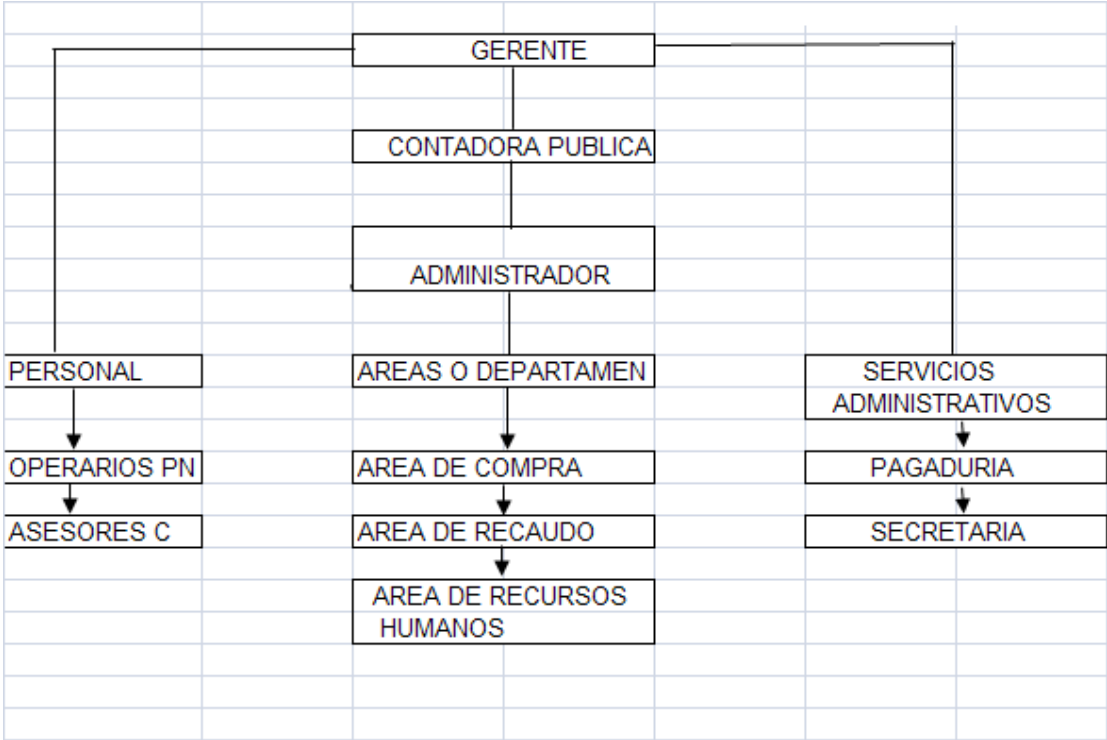 GERENTE
CONTADORA PUBLICA
ADMINISTRADOR
PERSONAL
AREAS O DEPARTAMEN
SERVICIOS
ADMINISTRATIVOS
OPERARIOS PN
AREA DE COMPRA
PAGADURIA
ASESORES C
AREA DE RECAUDO
SECRETARIA
AREA DE RECURSOS
HUMANOS